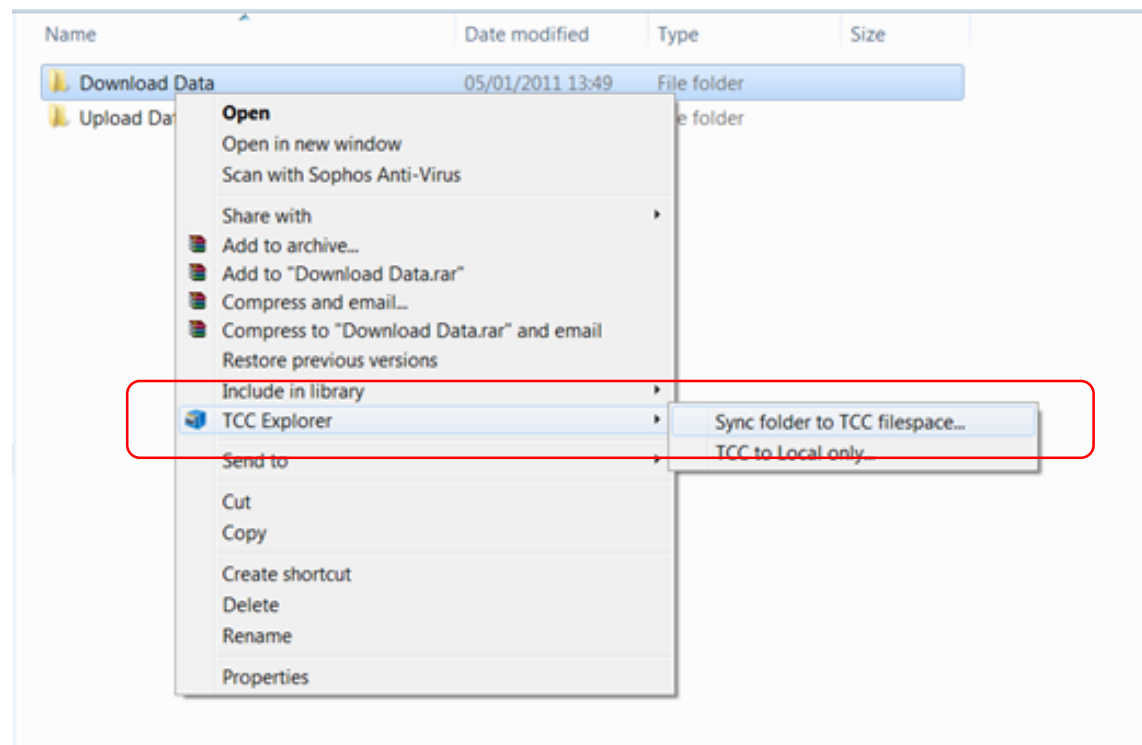 Name Date modified Type Size
Download Data 05/01/2011 13:49 File folder
Upload Da e folder
Open
Open in new window
Scan with Sophos Anti-Virus
Share with
Add to archive...
Add to "Download Data.rar"
Compress and email...
Compress to "Download Data.rar" and email
Restore previous versions
Include in library
TCC Explorer
Sync folder to TCC filespace...
TCC to Local only...
Send to
Cut
Copy
Create shortcut
Delete
Rename
Properties